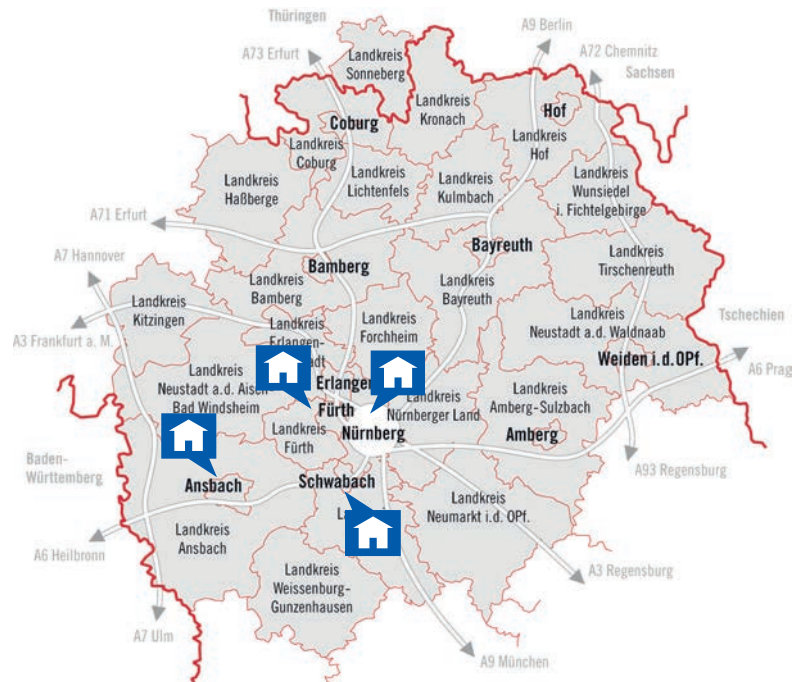 Thüringen
A9 Berlin
A73 Erfurt
A72 Chemnitz
Sachsen
Landkreis
Sonneberg
Landkreis
Kronach
Hof
Coburg
Landkreis
Coburg
Landkreis
Hof
Landkreis
Haßberge
Landkreis
Lichtenfels
Landkreis
Kulmbach
Landkreis
Wunsiedel
i. Fichtelgebirge
A71 Erfurt
A7 Hannover
Bayreuth
Bamberg
Landkreis
Tirschenreuth
Landkreis
Bamberg
Landkreis
Bayreuth
Landkreis
Kitzingen
A3 Frankfurt a. M.
Landkreis
Erlangen-
Landkreis
Forchheim
Landkreis
Neustadt a.d. Waldnaab
Tschechien
Weiden i.d.OPf.
A6 Prag
Landkreis
Neustadt a.d. Aisch
Bad Windsheim
Erlangen
Fürth
Nürnberg
Landkreis
Nürnberger Land
Landkreis
Amberg-Sulzbach
Amberg
Landkreis
Fürth
Baden-
Württemberg
Ansbach
Schwabach
A93 Regensburg
Landkreis
Neumarkt i.d. OPf.
Landkreis
Ansbach
A6 Heilbronn
Landkreis
Weissenburg-
Gunzenhausen
A3 Regensburg
A7 Ulm
A9 München